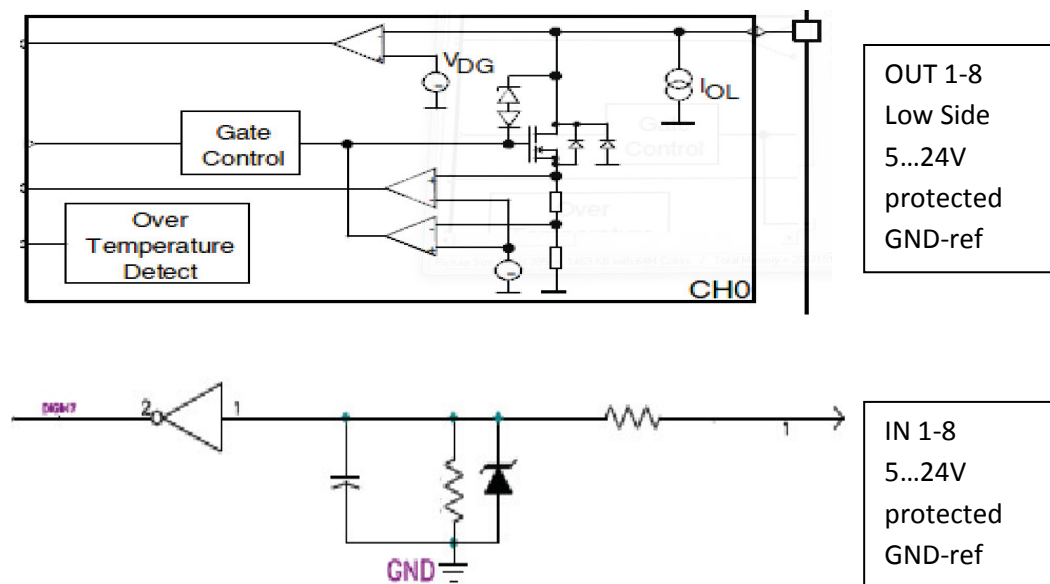 VDG
IOL
Gate
Control
Over
Temperature
Detect
CH0
OUT 1-8
Low Side
5...24V
protected
GND-ref
2
1
1
GND
IN 1-8
5…24V
protected
GND-ref